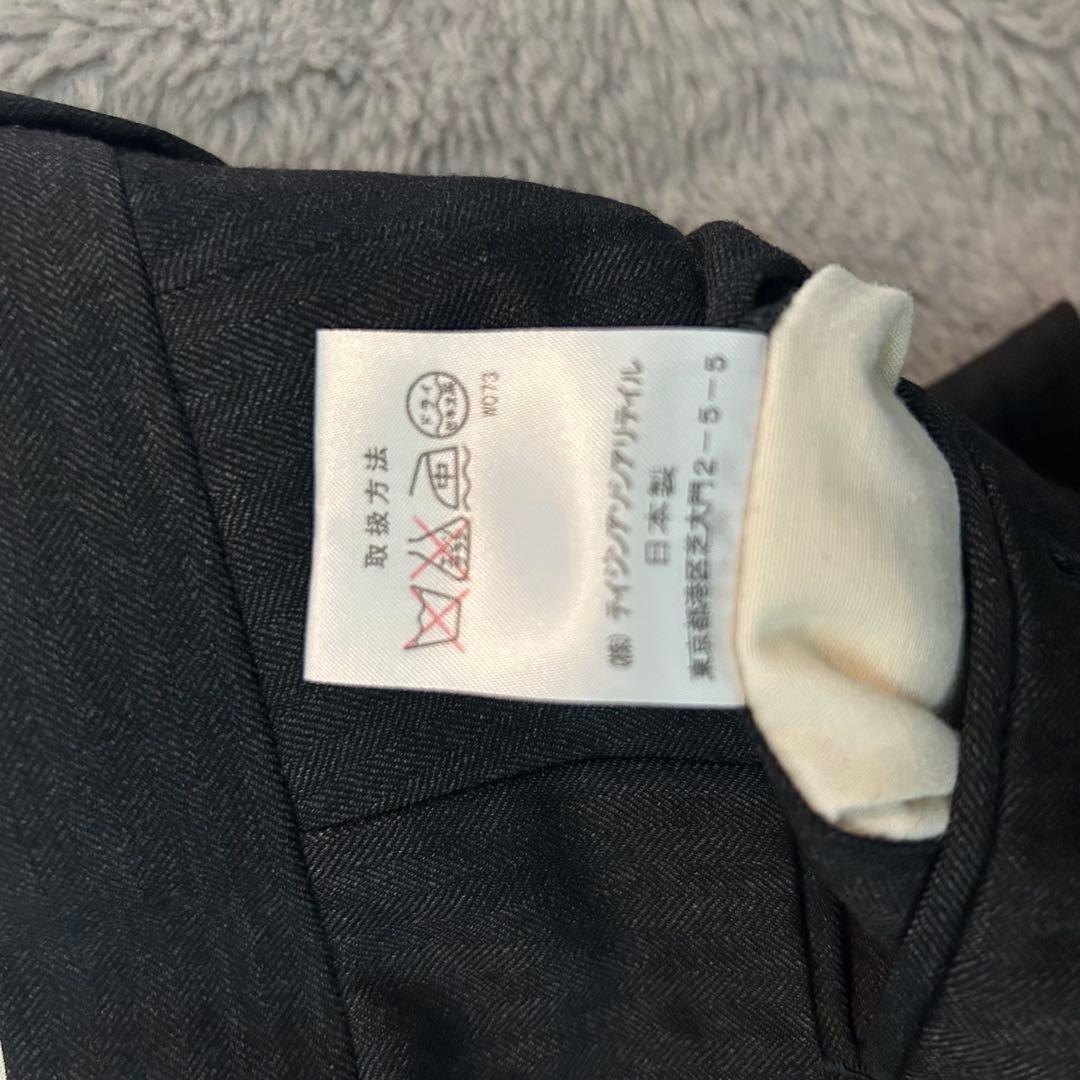 取扱方法
中
ドライ
セキユ系
W073
(株) テイジンアソシアリテイル
日本製
東京都港区芝大門2－5－5